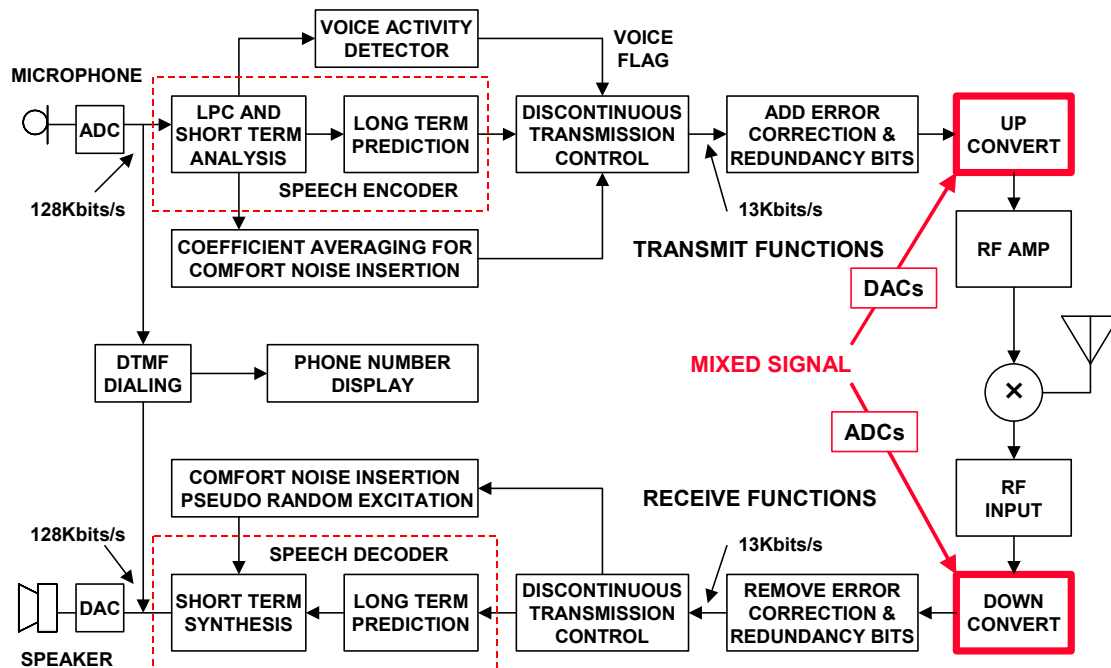 VOICE ACTIVITY
DETECTOR
VOICE
FLAG
MICROPHONE
ADC
LPC AND
SHORT TERM
ANALYSIS
LONG TERM
PREDICTION
SPEECH ENCODER
DISCONTINUOUS
TRANSMISSION
CONTROL
ADD ERROR
CORRECTION &
REDUNDANCY BITS
UP
CONVERT
128Kbits/s
13Kbits/s
COEFFICIENT AVERAGING FOR
COMFORT NOISE INSERTION
TRANSMIT FUNCTIONS
RF AMP
DACs
DTMF
DIALING
PHONE NUMBER
DISPLAY
MIXED SIGNAL
×
ADCs
COMFORT NOISE INSERTION
PSEUDO RANDOM EXCITATION
RECEIVE FUNCTIONS
RF
INPUT
128Kbits/s
SPEECH DECODER
13Kbits/s
DAC
SHORT TERM
SYNTHESIS
LONG TERM
PREDICTION
DISCONTINUOUS
TRANSMISSION
CONTROL
REMOVE ERROR
CORRECTION &
REDUNDANCY BITS
DOWN
CONVERT
SPEAKER